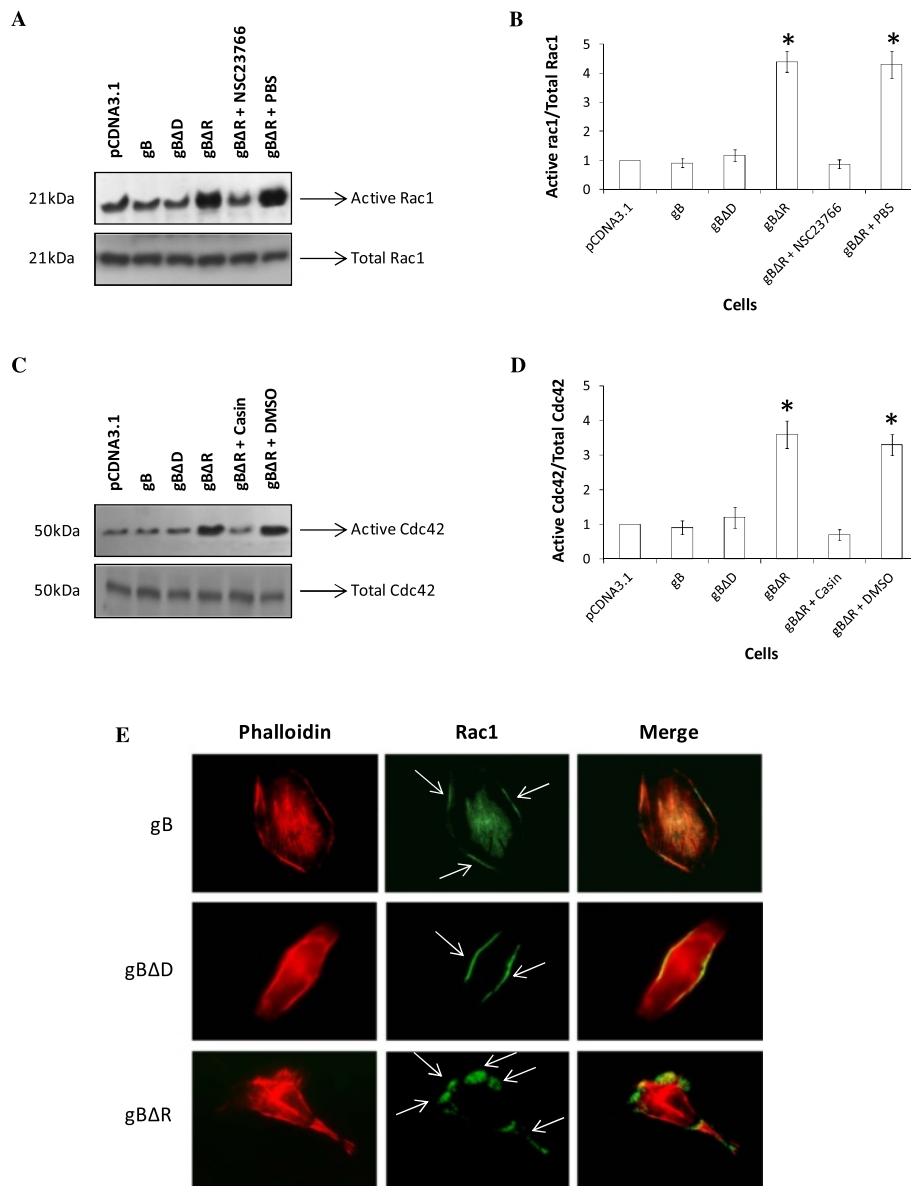 A
pCDNA3.1
gB
gBΔD
gBΔR
gBΔR + NSC23766
gBΔR + PBS
21kDa
Active Rac1
21kDa
Total Rac1
B
Active rac1/Total Rac1
5
4
3
2
1
0
*
*
pCDNA3.1
gB
gBΔD
gBΔR
gBΔR + NSC23766
gBΔR + PBS
Cells
C
pCDNA3.1
gB
gBΔD
gBΔR
gBΔR + Casin
gBΔR + DMSO
50kDa
Active Cdc42
50kDa
Total Cdc42
D
Active Cdc42/Total Cdc42
5
4
3
2
1
0
*
*
pCDNA3.1
gB
gBΔD
gBΔR
gBΔR + Casin
gBΔR + DMSO
Cells
E
Phalloidin
Rac1
Merge
gB
gBΔD
gBΔR